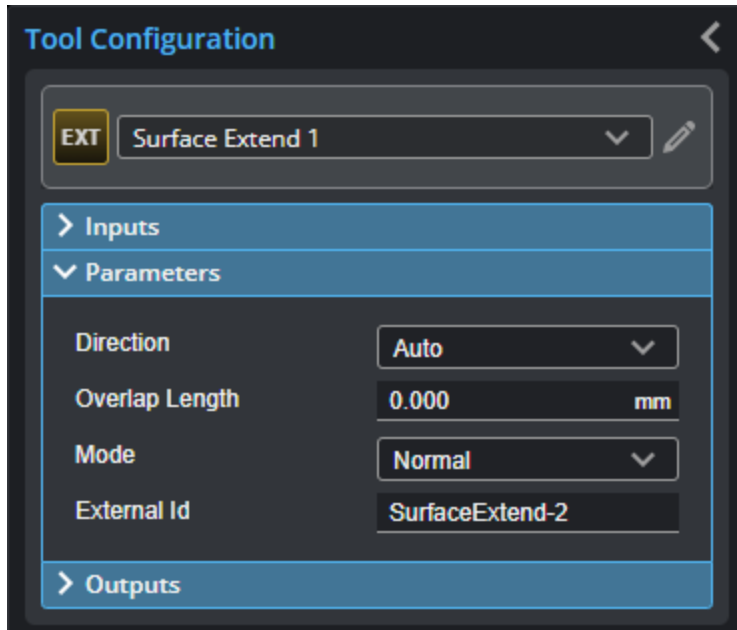 Tool Configuration
EXT Surface Extend 1
Inputs
Parameters
Direction Auto
Overlap Length 0.000 mm
Mode Normal
External Id SurfaceExtend-2
Outputs